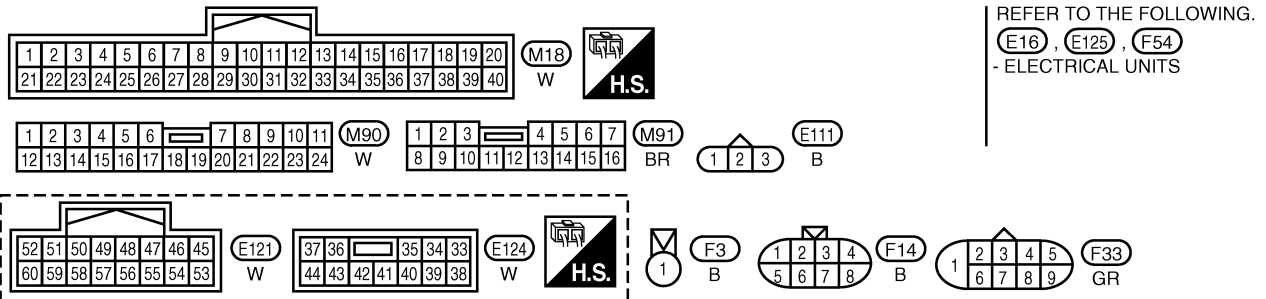 1 2 3 4 5 6 7 8 9 10 11 12 13 14 15 16 17 18 19 20
21 22 23 24 25 26 27 28 29 30 31 32 33 34 35 36 37 38 39 40
M18
W
H.S.
REFER TO THE FOLLOWING.
E16 , E125 , F54
- ELECTRICAL UNITS
1 2 3 4 5 6 7 8 9 10 11
12 13 14 15 16 17 18 19 20 21 22 23 24
M90
W
1 2 3 4 5 6 7
8 9 10 11 12 13 14 15 16
M91
BR
1 2 3
E111
B
52 51 50 49 48 47 46 45
60 59 58 57 56 55 54 53
E121
W
37 36 35 34 33
44 43 42 41 40 39 38
E124
W
H.S.
1
F3
B
1 2 3 4
5 6 7 8
F14
B
1 2 3 4 5
6 7 8 9
F33
GR